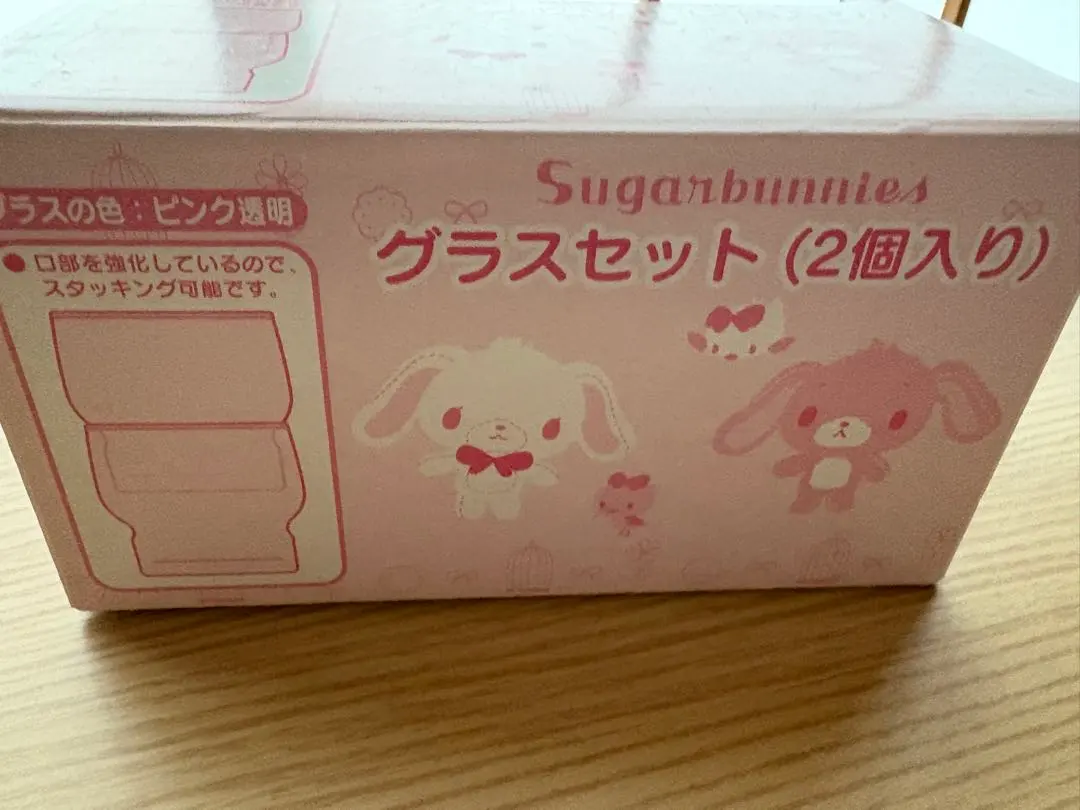 Sugarbunnies
グラスセット(2個入り)
グラスの色：ピンク透明
●口部を強化しているので、
スタッキング可能です。